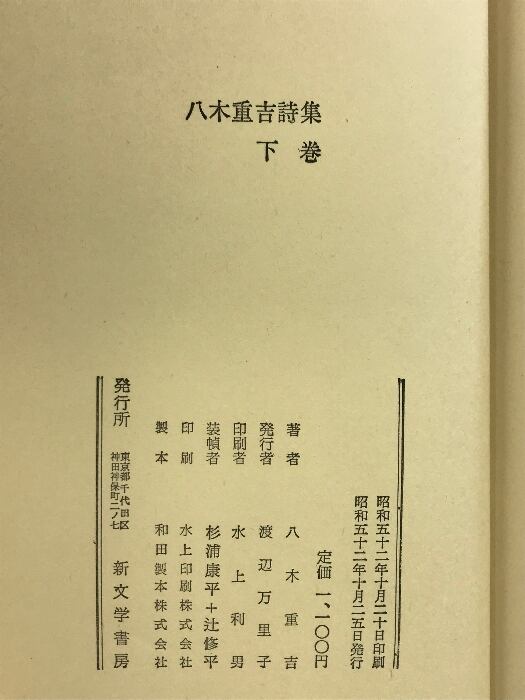 八木重吉詩集
下巻
昭和五十二年十月二十日印刷
昭和五十二年十月二五日発行
定価 一、一〇〇円
著者 八木重吉
発行者 渡辺万里子
印刷者 水上利男
装幀者 杉浦康平+辻修平
印刷 水上印刷株式会社
製本 和田製本株式会社
発行所 東京都千代田区
神田神保町二ノ七
新文学書房